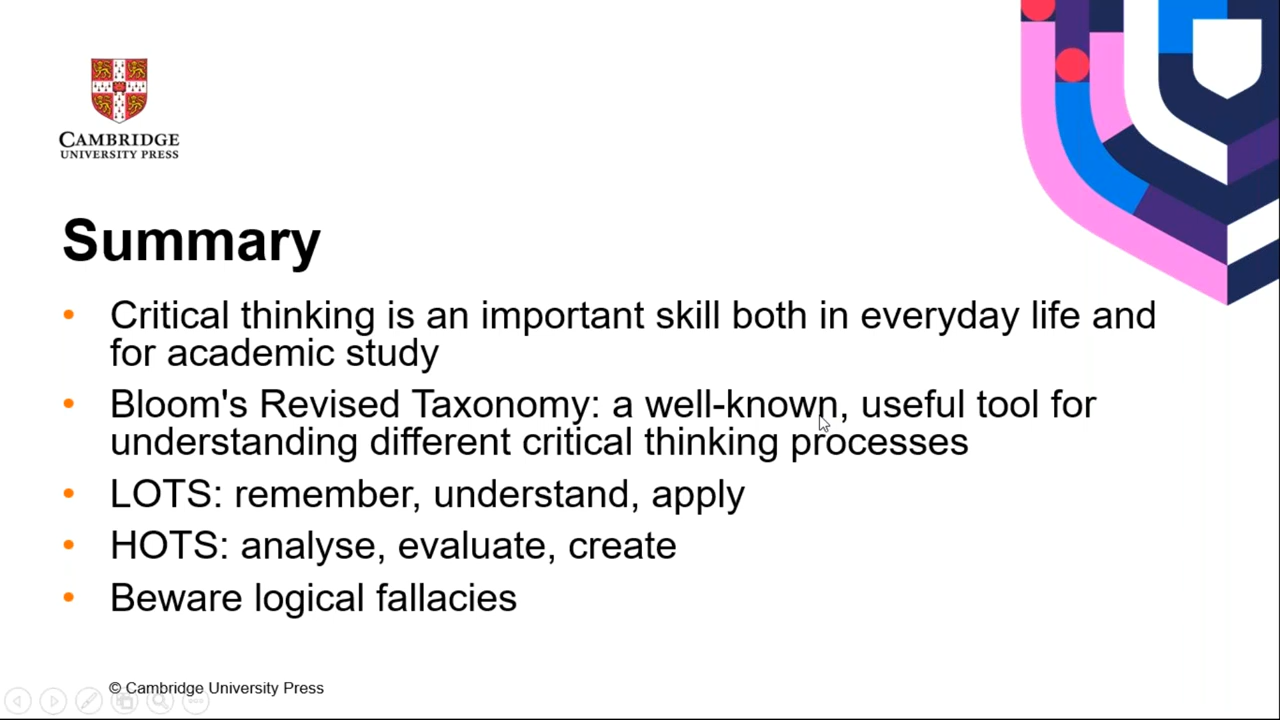 CAMBRIDGE
UNIVERSITY PRESS
Summary
• Critical thinking is an important skill both in everyday life and
for academic study
• Bloom's Revised Taxonomy: a well-known, useful tool for
understanding different critical thinking processes
• LOTS: remember, understand, apply
• HOTS: analyse, evaluate, create
• Beware logical fallacies
© Cambridge University Press